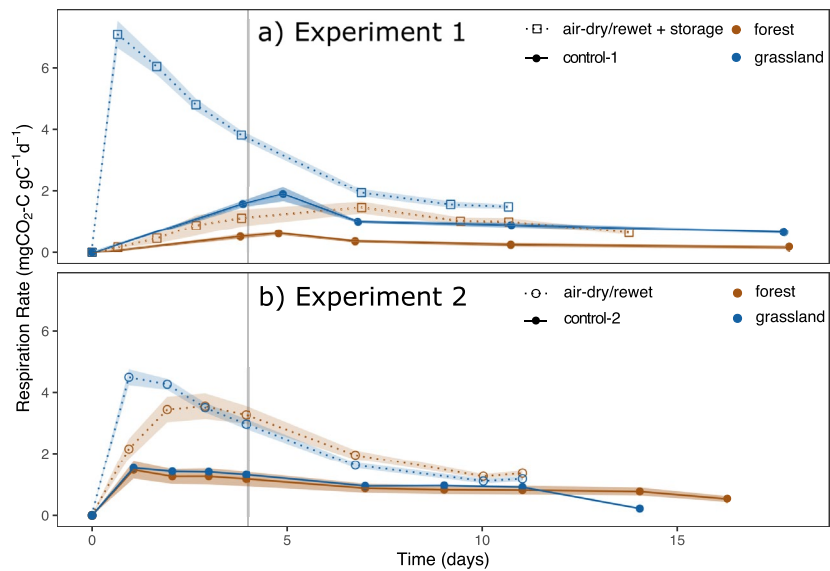 a) Experiment 1
air-dry/rewet + storage
forest
control-1
grassland
6
4
2
0
b) Experiment 2
air-dry/rewet
forest
control-2
grassland
6
4
2
0
Respiration Rate (mgCO₂-C gC⁻¹d⁻¹)
0
5
10
15
Time (days)